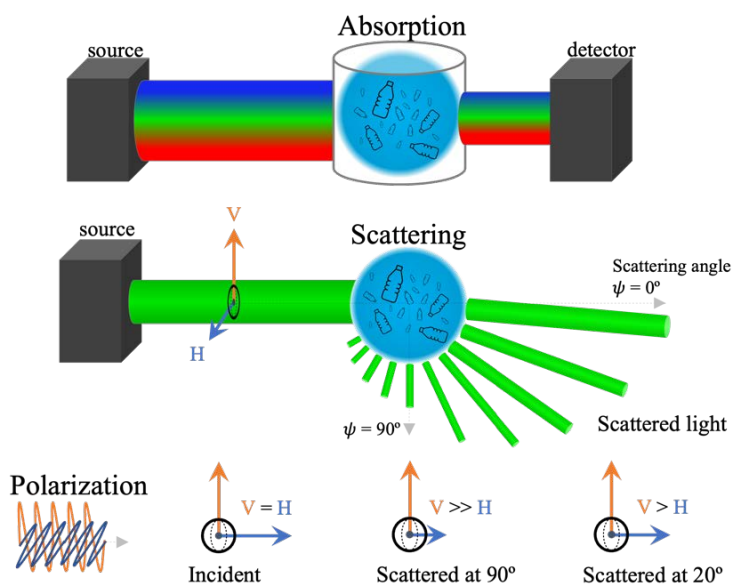 Absorption
source
detector
V
source
Scattering
Scattering angle
ψ = 0º
H
ψ = 90º
Scattered light
Polarization
V = H
V >> H
V > H
Incident
Scattered at 90º
Scattered at 20º